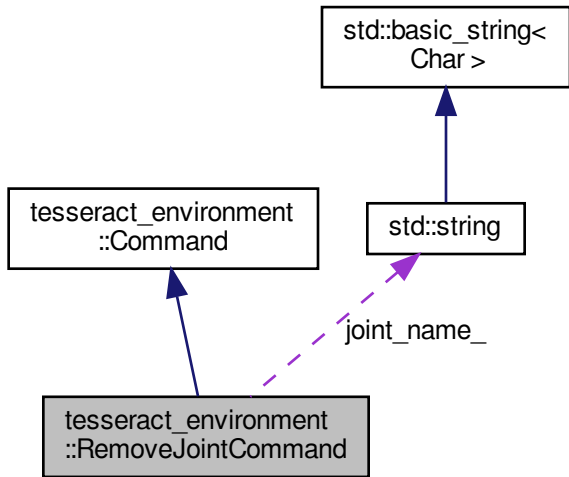 std::basic_string<
Char >
tesseract_environment
::Command
std::string
joint_name_
tesseract_environment
::RemoveJointCommand